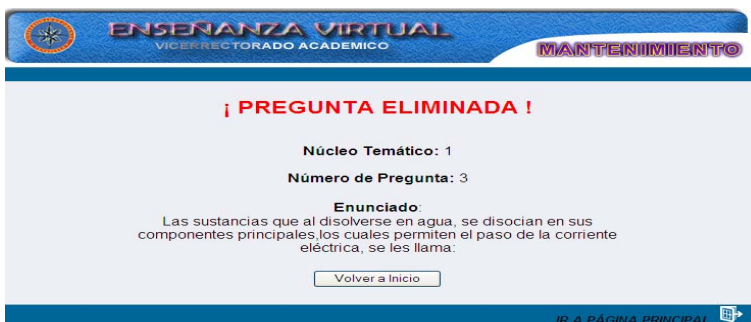 ENSEÑANZA VIRTUAL
VICERRECTORADO ACADEMICO
MANTENIMIENTO
¡ PREGUNTA ELIMINADA !
Núcleo Temático: 1
Número de Pregunta: 3
Enunciado:
Las sustancias que al disolverse en agua, se disocian en sus
componentes principales,los cuales permiten el paso de la corriente
eléctrica, se les llama:
Volver a Inicio
IR A PÁGINA PRINCIPAL